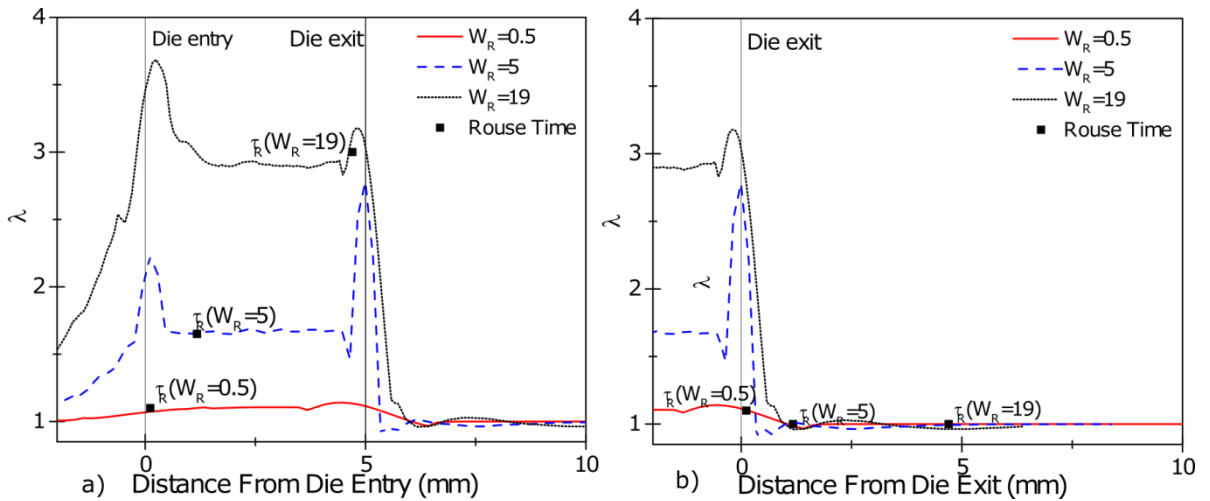 4
3
2
1
λ
Die entry
Die exit
W_R=0.5
W_R=5
W_R=19
Rouse Time
τ_R(W_R=19)
τ_R(W_R=5)
τ_R(W_R=0.5)
0
5
10
a) Distance From Die Entry (mm)
4
3
2
1
λ
λ
Die exit
W_R=0.5
W_R=5
W_R=19
Rouse Time
τ_R(W_R=0.5)
τ_R(W_R=5)
τ_R(W_R=19)
0
5
10
b) Distance From Die Exit (mm)